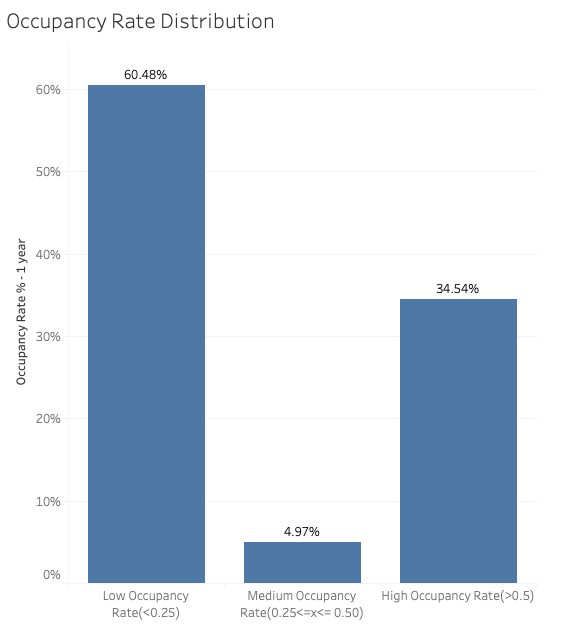 Occupancy Rate Distribution
60.48%
60%
50%
40%
34.54%
30%
20%
10%
4.97%
0%
Occupancy Rate % - 1 year
Low Occupancy
Rate(<0.25)
Medium Occupancy
Rate(0.25<=x<= 0.50)
High Occupancy Rate(>0.5)